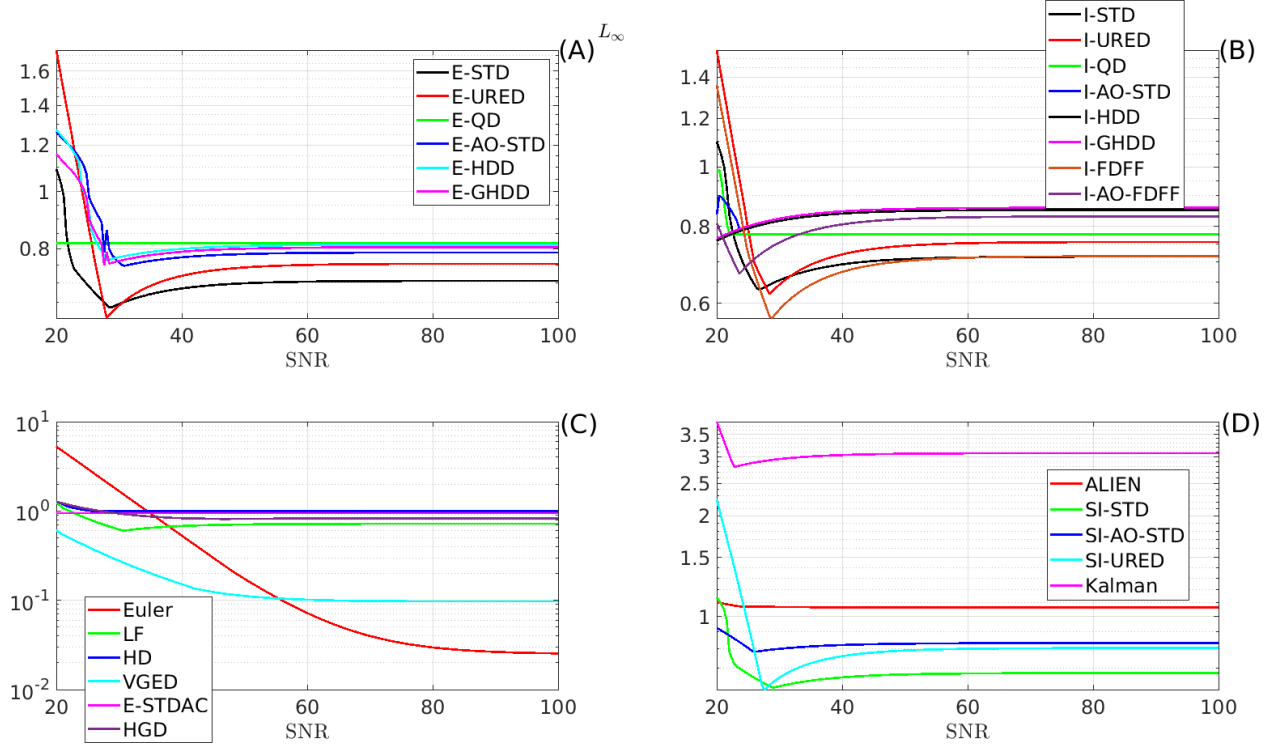 L∞
(A)
1.6
1.4
1.2
1
0.8
E-STD
E-URED
E-QD
E-AO-STD
E-HDD
E-GHDD
20
40
60
80
100
SNR
(B)
1.4
1.2
1
0.8
0.6
I-STD
I-URED
I-QD
I-AO-STD
I-HDD
I-GHDD
I-FDFF
I-AO-FDFF
20
40
60
80
100
SNR
(C)
10^1
10^0
10^-1
10^-2
Euler
LF
HD
VGED
E-STDAC
HGD
20
40
60
80
100
SNR
(D)
3.5
3
2.5
2
1.5
1
ALIEN
SI-STD
SI-AO-STD
SI-URED
Kalman
20
40
60
80
100
SNR